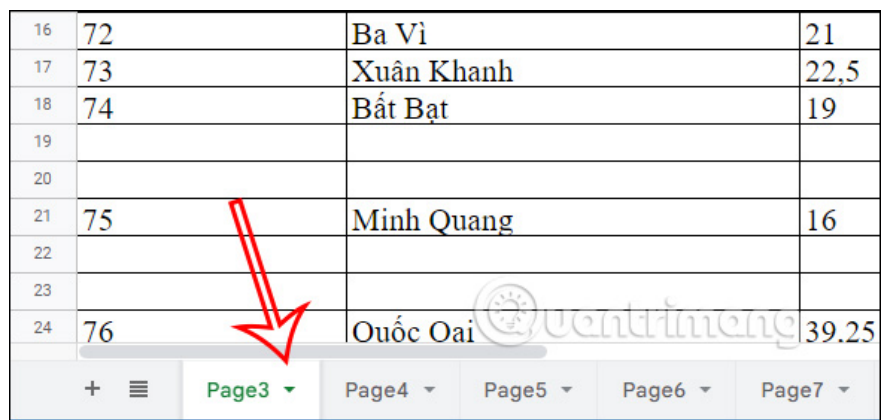 16 72 Ba Vì 21
17 73 Xuân Khanh 22,5
18 74 Bất Bạt 19
19
20
21 75 Minh Quang 16
22
23
Quantrimang
24 76 Quốc Oai 39,25
+ Page3 Page4 Page5 Page6 Page7